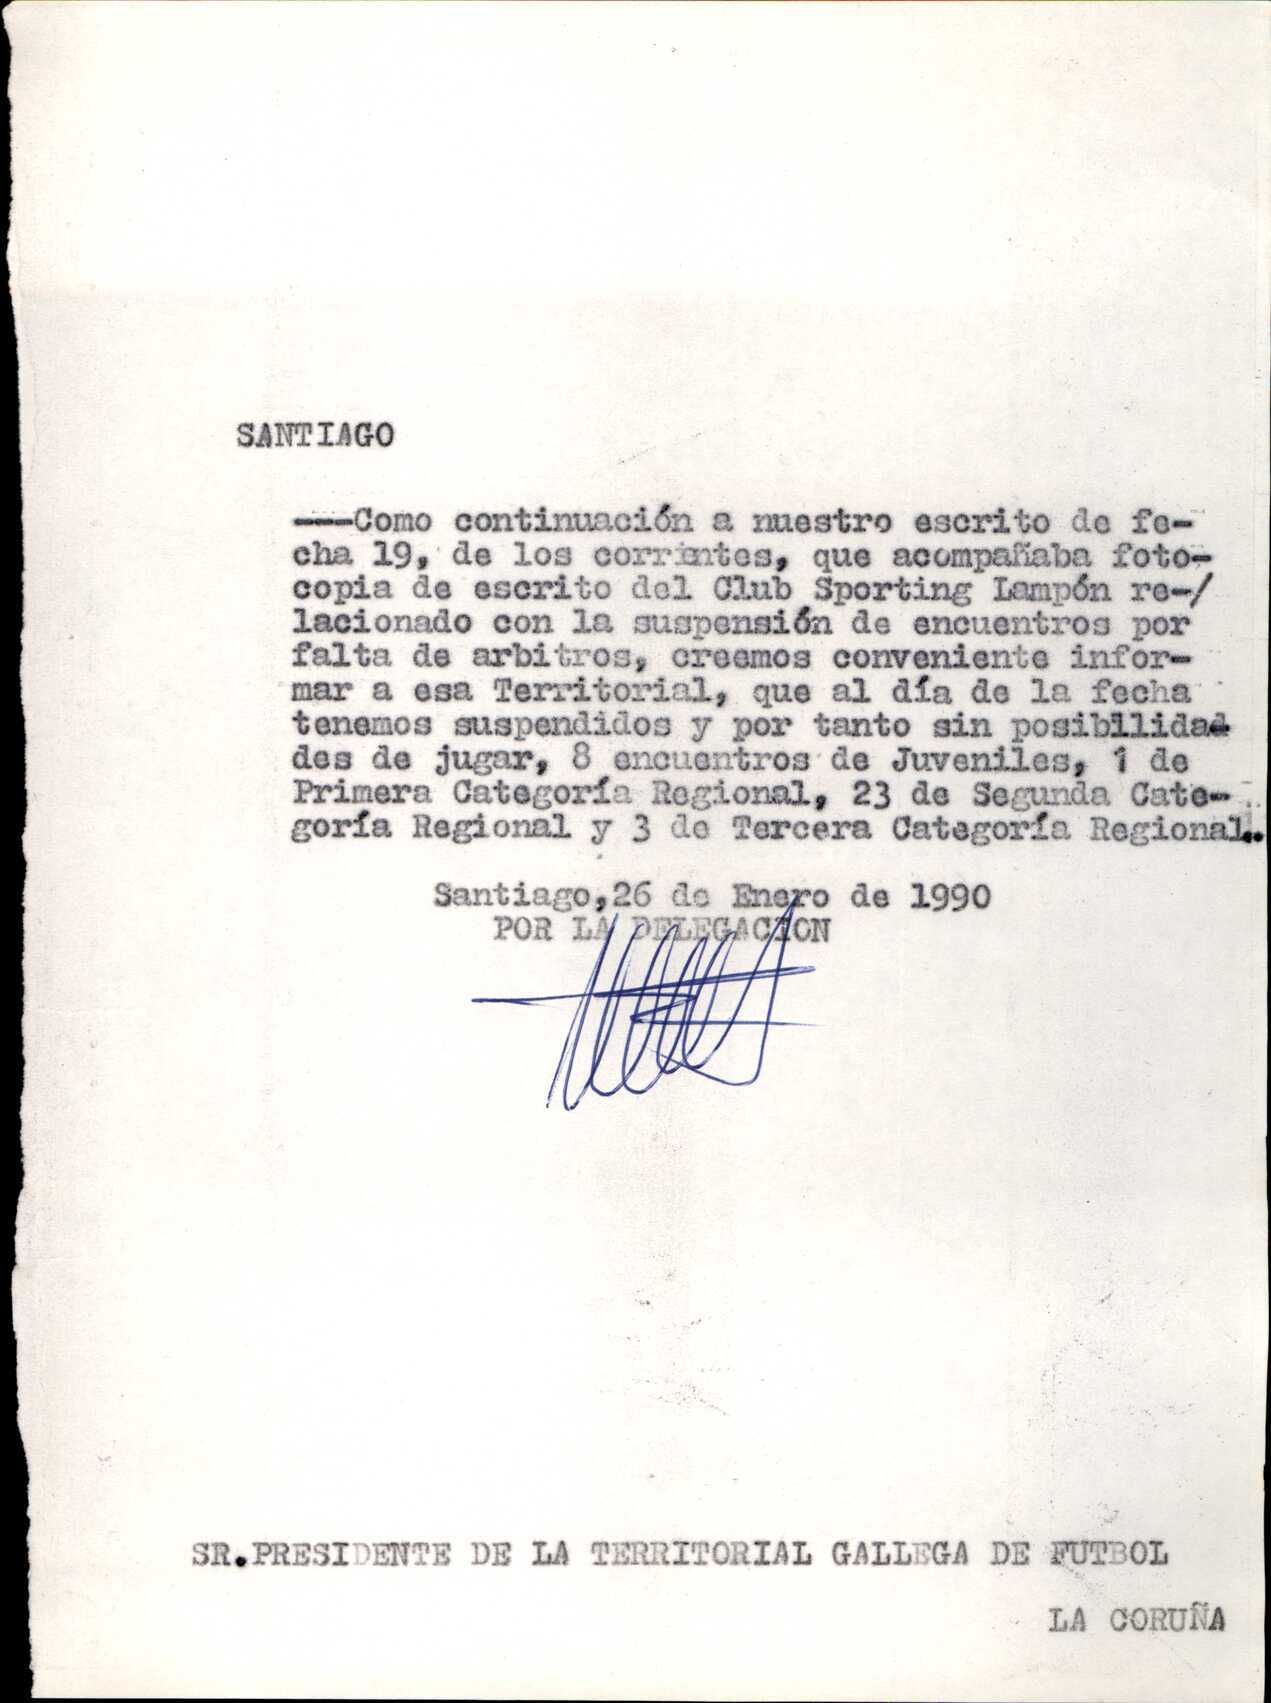 SANTIAGO
---Como continuación a nuestro escrito de fe-
cha 19, de los corrintes, que acompañaba foto-
copia de escrito del Club Sporting Lampón re-/
lacionado con la suspensión de encuentros por
falta de arbitros, creemos conveniente infor-
mar a esa Territorial, que al día de la fecha
tenemos suspendidos y por tanto sin posibilida-
des de jugar, 8 encuentros de Juveniles, 1 de
Primera Categoría Regional, 23 de Segunda Cate-
goría Regional y 3 de Tercera Categoría Regional..
Santiago,26 de Enero de 1990
POR LA DELEGACION
SR.PRESIDENTE DE LA TERRITORIAL GALLEGA DE FUTBOL
LA CORUÑA